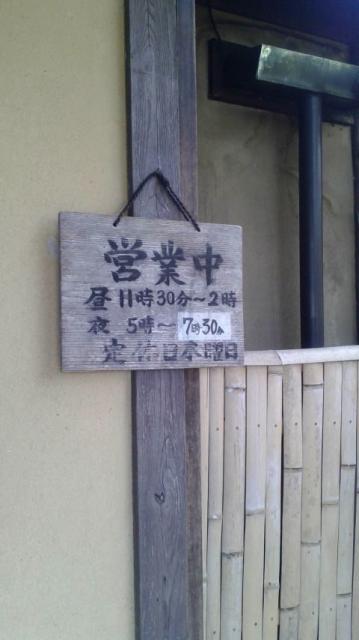 営業中
昼 11時30分~2時
夜 5時~7時30分
定休日木曜日